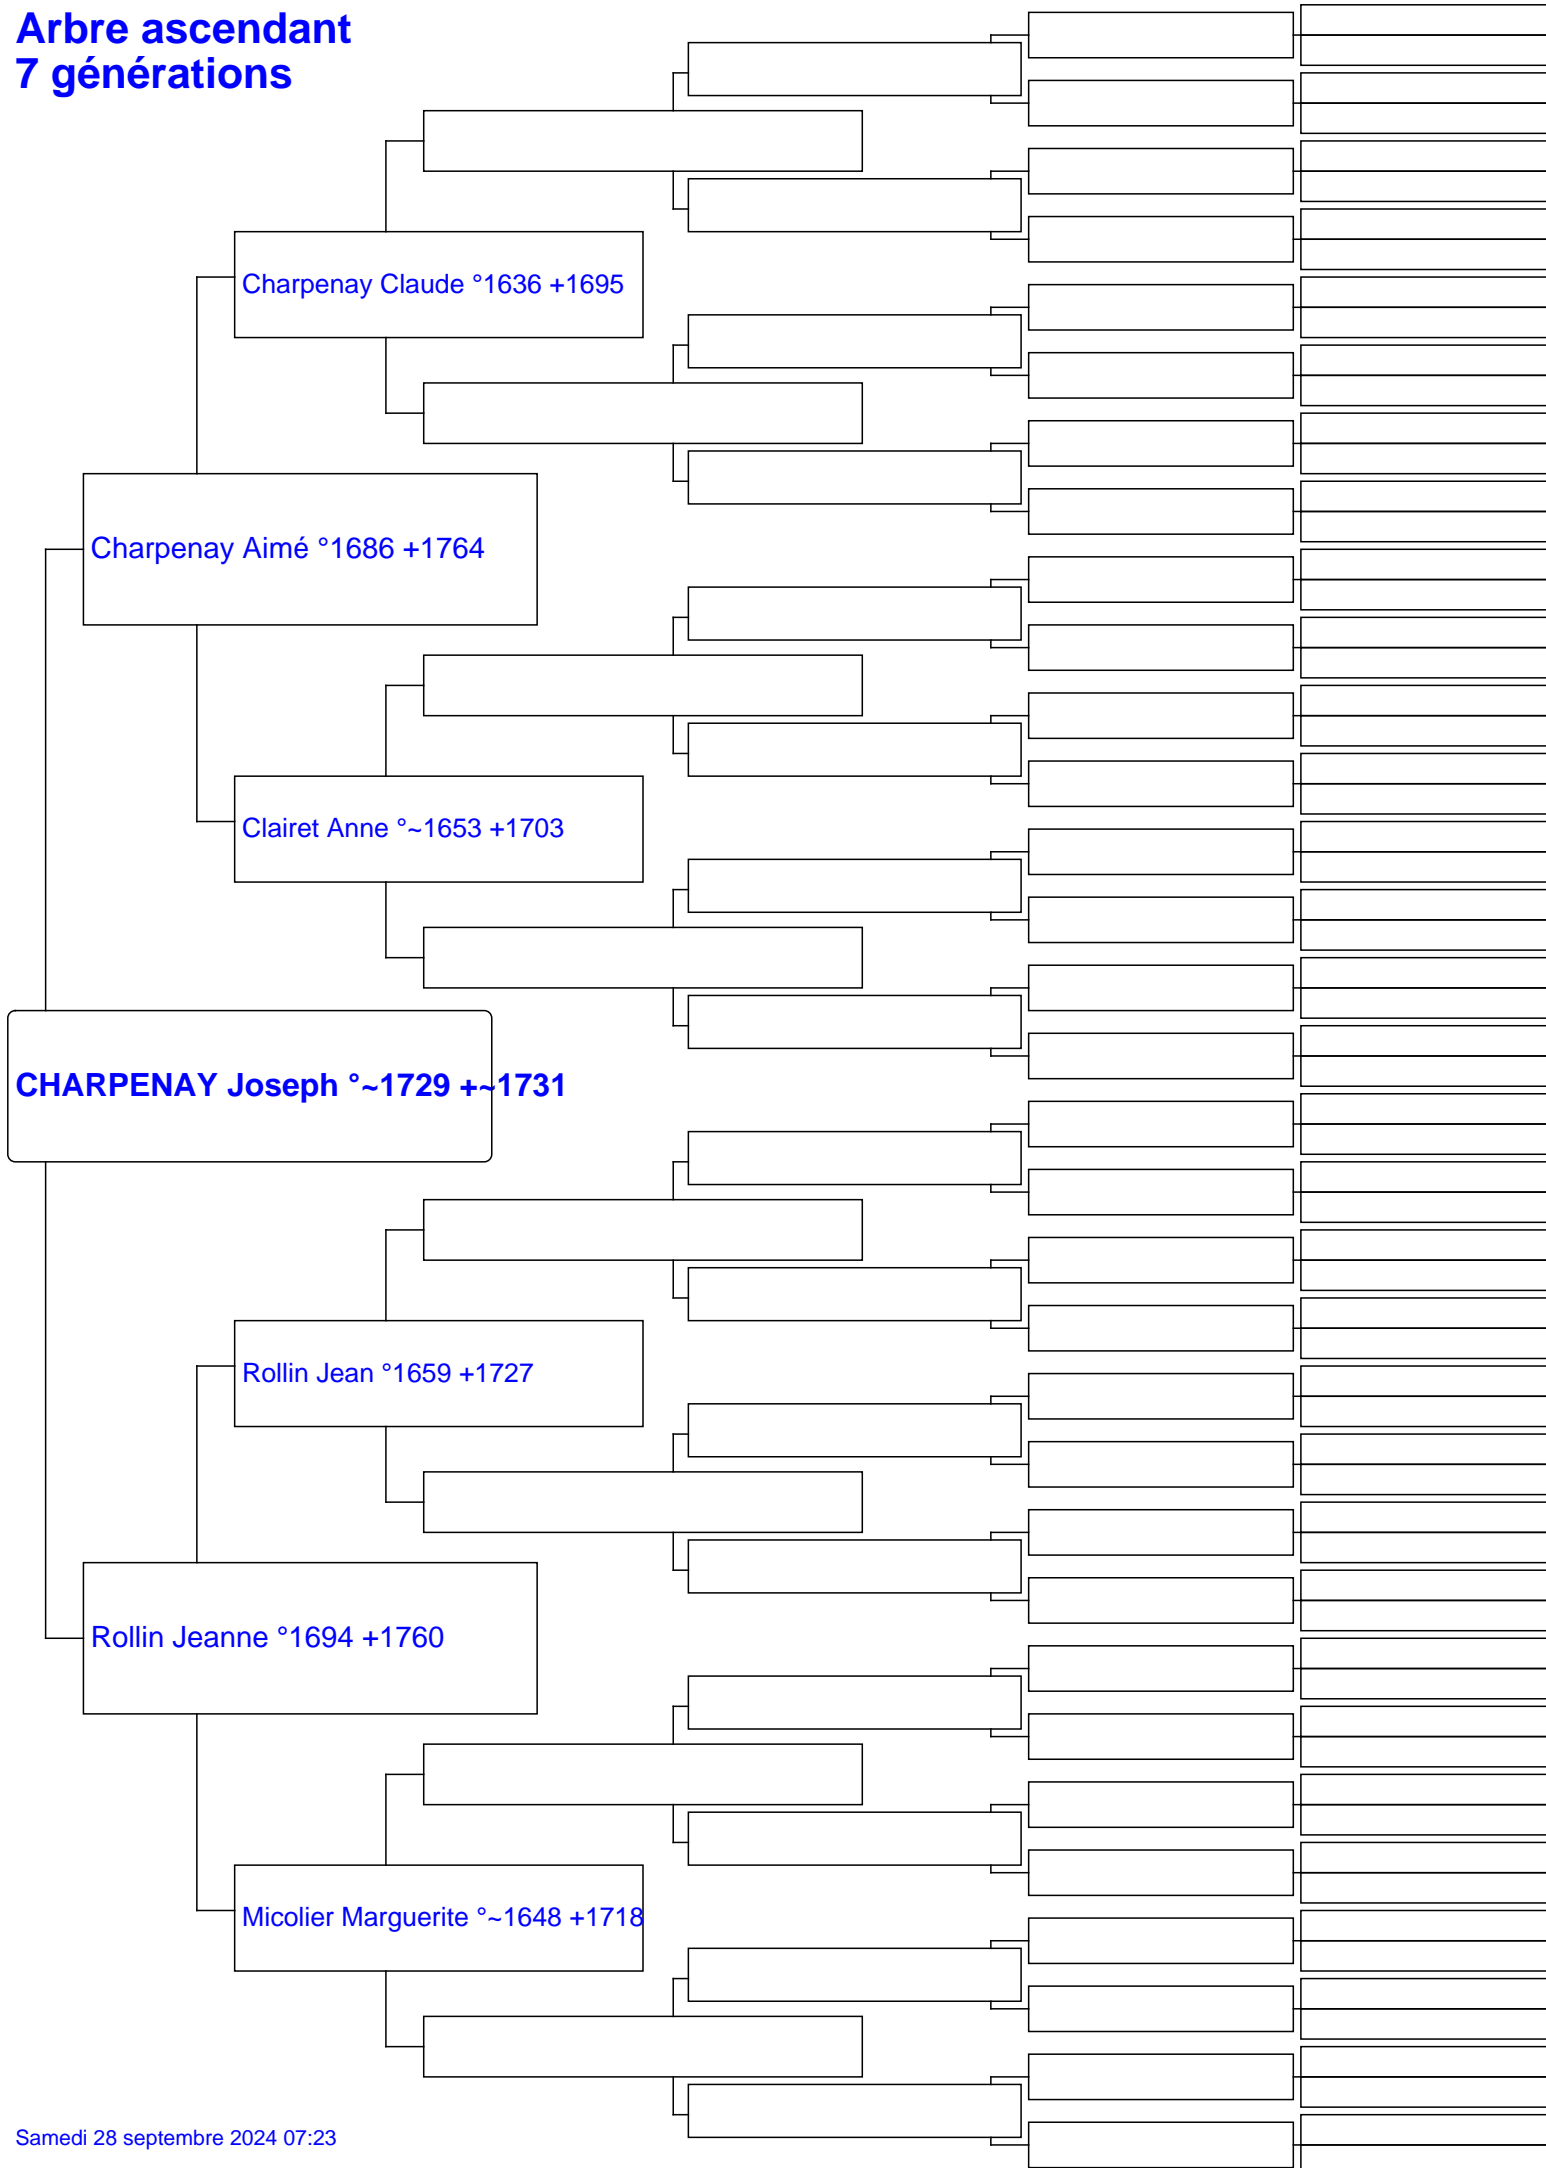 Arbre ascendant
7 générations
Charpenay Claude °1636 +1695
Charpenay Aimé °1686 +1764
Clairet Anne °~1653 +1703
CHARPENAY Joseph °~1729 +~1731
Rollin Jean °1659 +1727
Rollin Jeanne °1694 +1760
Micolier Marguerite °~1648 +1718
Samedi 28 septembre 2024 07:23